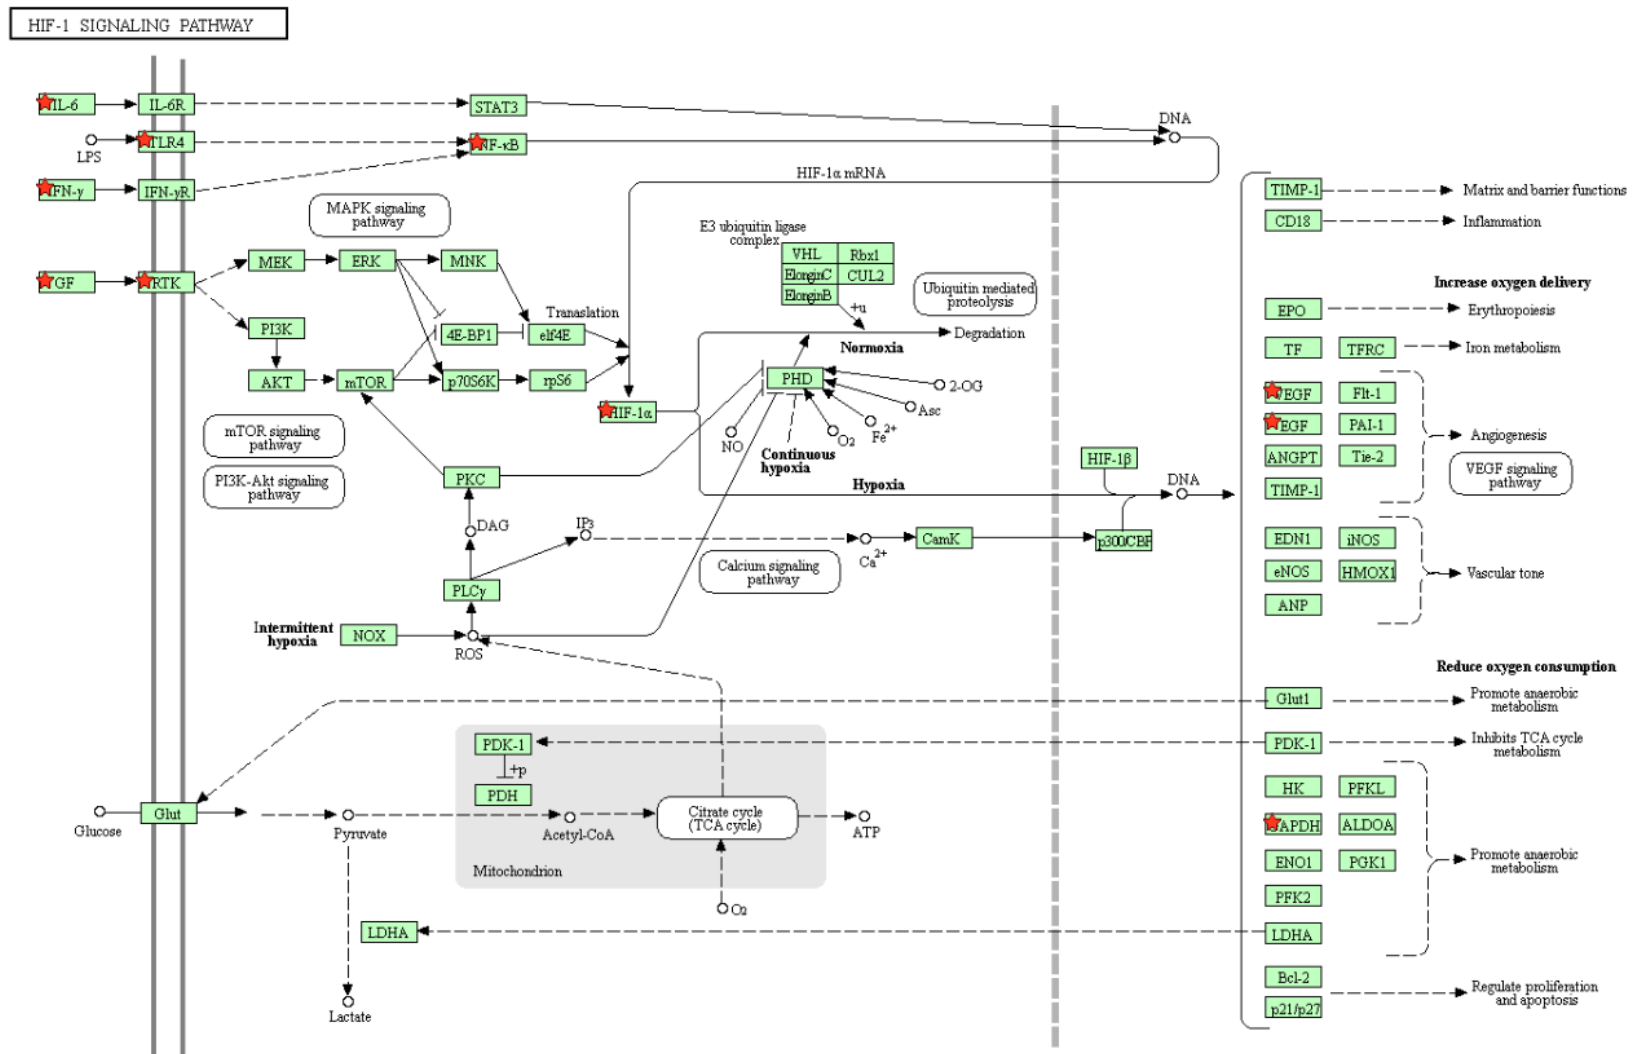 HIF-1 SIGNALING PATHWAY
IL-6
IL-6R
STAT3
DNA
LPS
TLR4
NF-κB
IFN-γ
IFN-γR
HIF-1α mRNA
MAPK signaling
pathway
GF
RTK
MEK
ERK
MNK
PI3K
4E-BP1
elf4E
Tranaslation
AKT
mTOR
p70S6K
rpS6
HIF-1α
mTOR signaling
pathway
PI3K-Akt signaling
pathway
E3 ubiquitin ligase
complex
VHL
Rbx1
ElonginC
CUL2
ElonginB
+u
Ubiquitin mediated
proteolysis
Degradation
Normoxia
PHD
2-OG
Asc
Fe2+
O2
NO
Continuous
hypoxia
Hypoxia
HIF-1β
DNA
PKC
DAG
IP3
Ca2+
CamK
p300/CBP
Calcium signaling
pathway
PLCγ
Intermittent
hypoxia
NOX
ROS
PDK-1
+p
PDH
Glucose
Glut
Pyruvate
Acetyl-CoA
Citrate cycle
(TCA cycle)
ATP
Mitochondrion
O2
LDHA
Lactate
TIMP-1
Matrix and barrier functions
CD18
Inflammation
Increase oxygen delivery
EPO
Erythropoiesis
TF
TFRC
Iron metabolism
VEGF
Flt-1
EGF
PAI-1
Angiogenesis
ANGPT
Tie-2
VEGF signaling
pathway
TIMP-1
EDN1
iNOS
eNOS
HMOX1
Vascular tone
ANP
Reduce oxygen consumption
Glut1
Promote anaerobic
metabolism
PDK-1
Inhibits TCA cycle
metabolism
HK
PFKL
GAPDH
ALDOA
ENO1
PGK1
Promote anaerobic
metabolism
PFK2
LDHA
Bcl-2
p21/p27
Regulate proliferation
and apoptosis